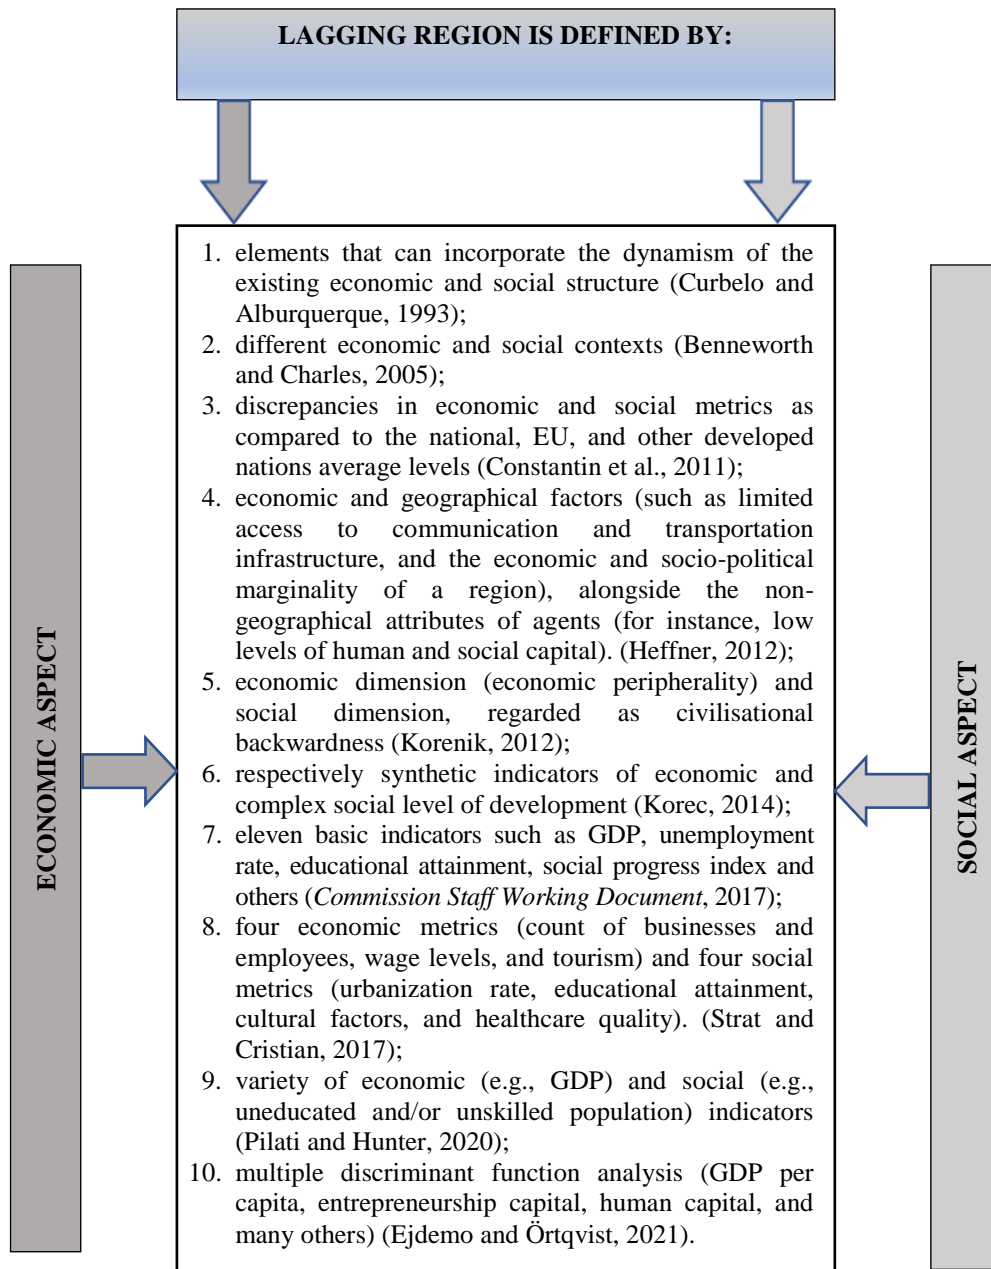 LAGGING REGION IS DEFINED BY:
ECONOMIC ASPECT
1. elements that can incorporate the dynamism of the
existing economic and social structure (Curbelo and
Alburquerque, 1993);
2. different economic and social contexts (Benneworth
and Charles, 2005);
3. discrepancies in economic and social metrics as
compared to the national, EU, and other developed
nations average levels (Constantin et al., 2011);
4. economic and geographical factors (such as limited
access to communication and transportation
infrastructure, and the economic and socio-political
marginality of a region), alongside the non-
geographical attributes of agents (for instance, low
levels of human and social capital). (Heffner, 2012);
5. economic dimension (economic peripherality) and
social dimension, regarded as civilisational
backwardness (Korenik, 2012);
6. respectively synthetic indicators of economic and
complex social level of development (Korec, 2014);
7. eleven basic indicators such as GDP, unemployment
rate, educational attainment, social progress index and
others (Commission Staff Working Document, 2017);
8. four economic metrics (count of businesses and
employees, wage levels, and tourism) and four social
metrics (urbanization rate, educational attainment,
cultural factors, and healthcare quality). (Strat and
Cristian, 2017);
9. variety of economic (e.g., GDP) and social (e.g.,
uneducated and/or unskilled population) indicators
(Pilati and Hunter, 2020);
10. multiple discriminant function analysis (GDP per
capita, entrepreneurship capital, human capital, and
many others) (Ejdemo and Örtqvist, 2021).
SOCIAL ASPECT